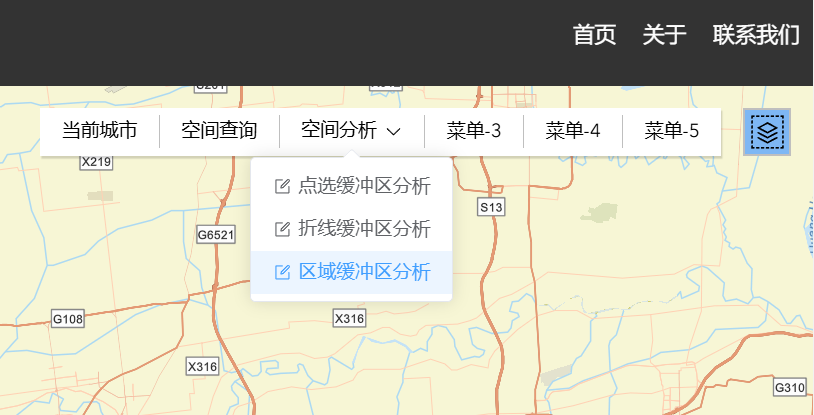 首页 关于 联系我们
当前城市 空间查询 空间分析 菜单-3 菜单-4 菜单-5
X219
点选缓冲区分析
S13
折线缓冲区分析
G6521
区域缓冲区分析
G108
X316
X316
G310